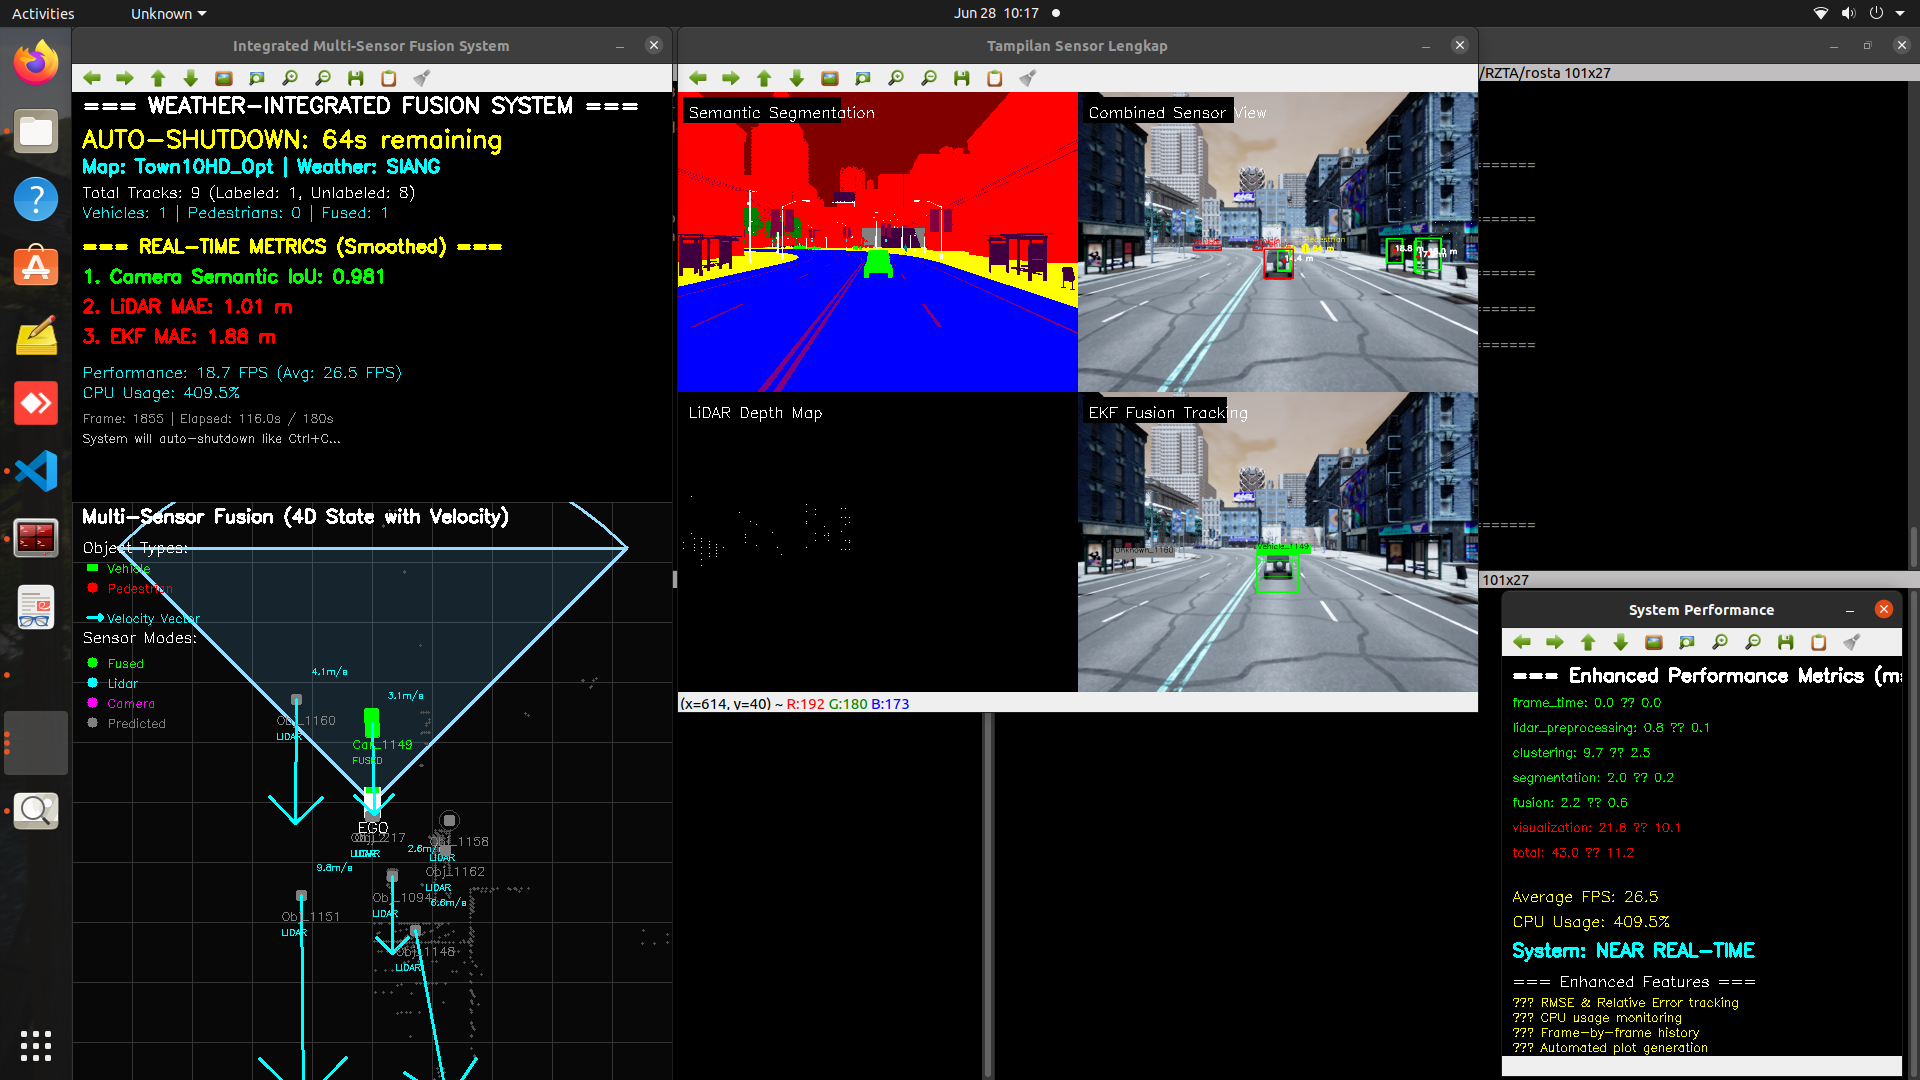 Activities
Unknown
Jun 28 10:17
Integrated Multi-Sensor Fusion System
=== WEATHER-INTEGRATED FUSION SYSTEM ===
AUTO-SHUTDOWN: 64s remaining
Map: Town10HD_Opt | Weather: SIANG
Total Tracks: 9 (Labeled: 1, Unlabeled: 8)
Vehicles: 1 | Pedestrians: 0 | Fused: 1
=== REAL-TIME METRICS (Smoothed) ===
1. Camera Semantic IoU: 0.981
2. LiDAR MAE: 1.01 m
3. EKF MAE: 1.88 m
Performance: 18.7 FPS (Avg: 26.5 FPS)
CPU Usage: 409.5%
Frame: 1855 | Elapsed: 116.0s / 180s
System will auto-shutdown like Ctrl+C...
Multi-Sensor Fusion (4D State with Velocity)
Object Types:
Vehicle
Pedestrian
Velocity Vector
Sensor Modes:
Fused
Lidar
Camera
Predicted
4.1m/s
3.1m/s
Obj_1160
LIDAR
Car_1149
FUSED
EGO
LIDAR
2.6m/s
LIDAR
Obj_1162
LIDAR
9.8m/s
Obj_1094
LIDAR
6.6m/s
Obj_1151
LIDAR
Obj_1148
LIDAR
Tampilan Sensor Lengkap
Semantic Segmentation
Combined Sensor View
14.4 m
18.8 m
LiDAR Depth Map
EKF Fusion Tracking
Unknown_1160
Vehicle_1149
(x=614, y=40) ~ R:192 G:180 B:173
/RZTA/rosta 101x27
=======
=======
=======
=======
=======
=======
101x27
System Performance
=== Enhanced Performance Metrics (ms
frame_time: 0.0 ?? 0.0
lidar_preprocessing: 0.8 ?? 0.1
clustering: 9.7 ?? 2.5
segmentation: 2.0 ?? 0.2
fusion: 2.2 ?? 0.6
visualization: 21.6 ?? 10.1
total: 43.0 ?? 11.2
Average FPS: 26.5
CPU Usage: 409.5%
System: NEAR REAL-TIME
=== Enhanced Features ===
??? RMSE & Relative Error tracking
??? CPU usage monitoring
??? Frame-by-frame history
??? Automated plot generation